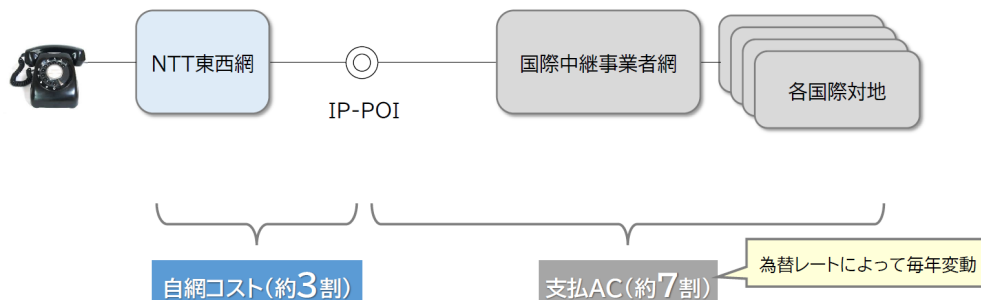 NTT東西網
IP-POI
国際中継事業者網
各国際対地
自網コスト(約3割)
支払AC(約7割)
為替レートによって毎年変動